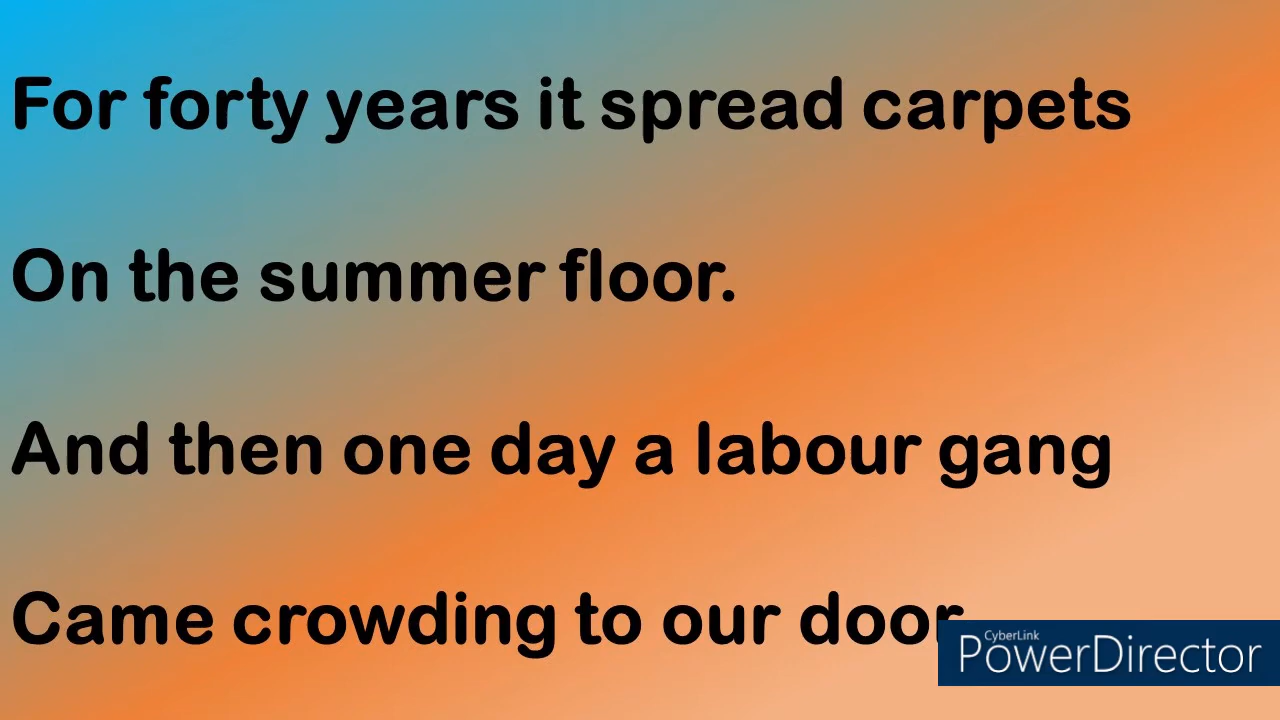 For forty years it spread carpets
On the summer floor.
And then one day a labour gang
Came crowding to our door
CyberLink
PowerDirector